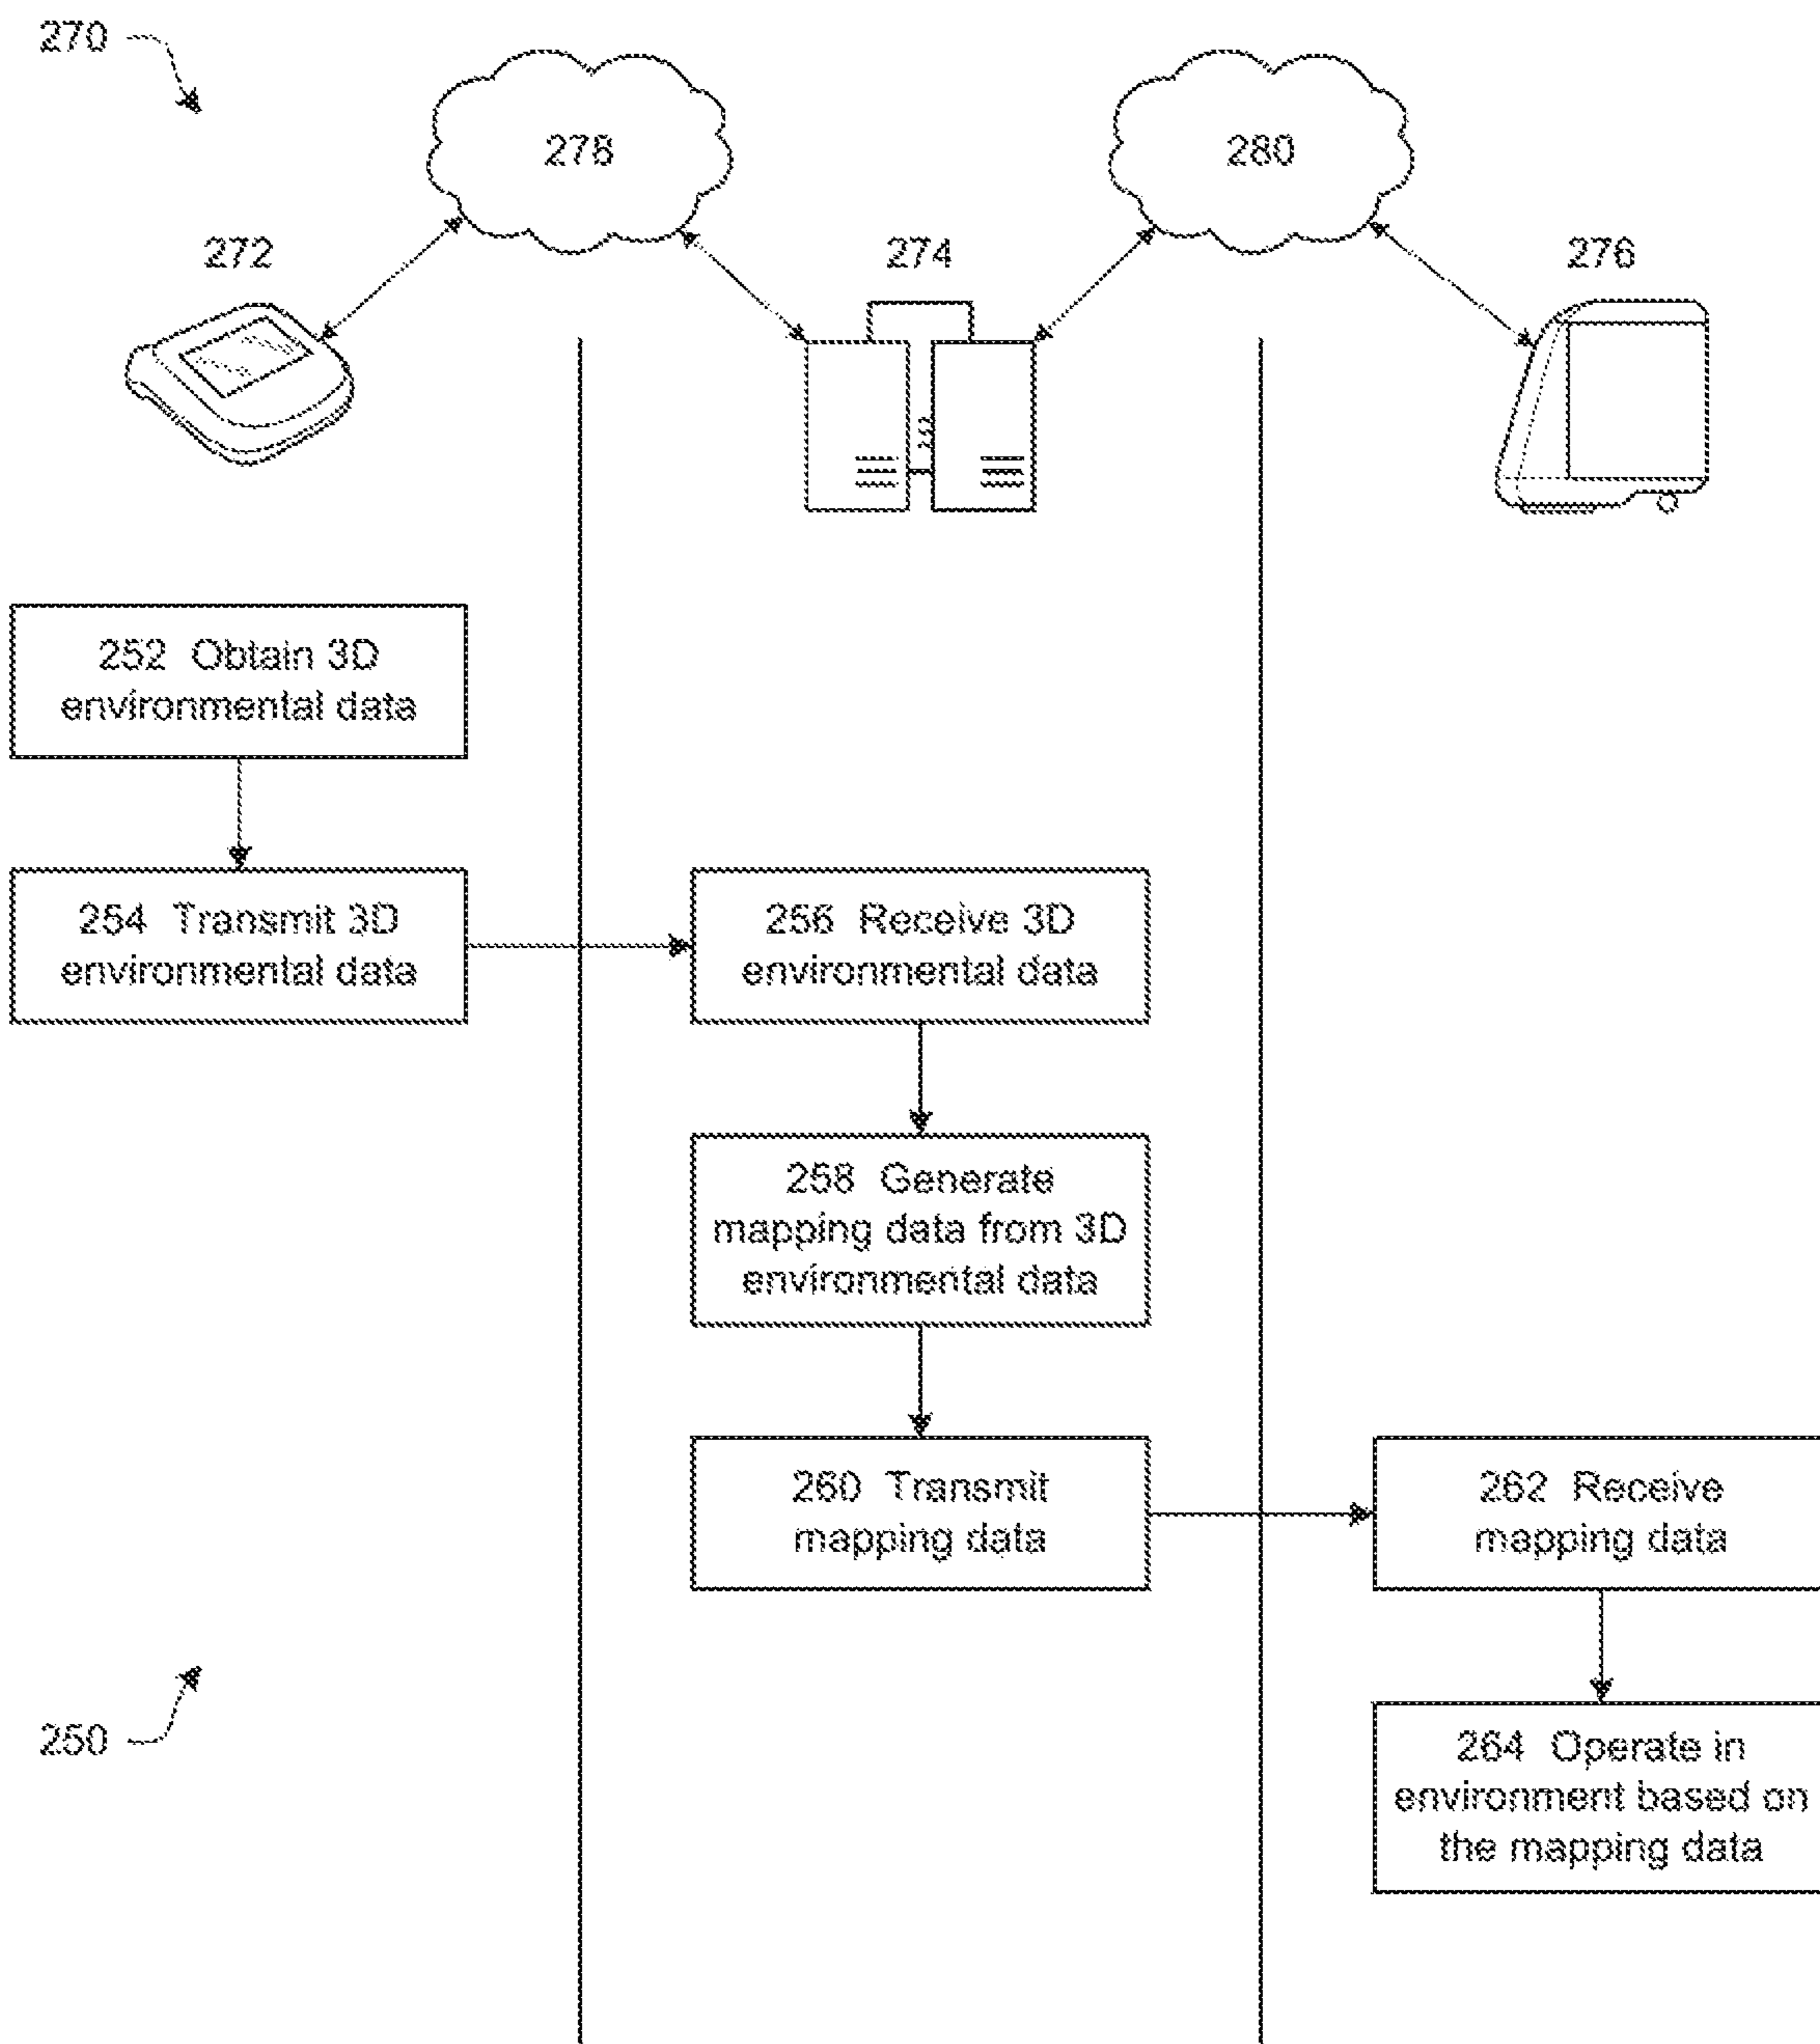 270
278
280
272
274
276
252 Obtain 3D
environmental data
254 Transmit 3D
environmental data
256 Receive 3D
environmental data
258 Generate
mapping data from 3D
environmental data
260 Transmit
mapping data
262 Receive
mapping data
250
264 Operate in
environment based on
the mapping data